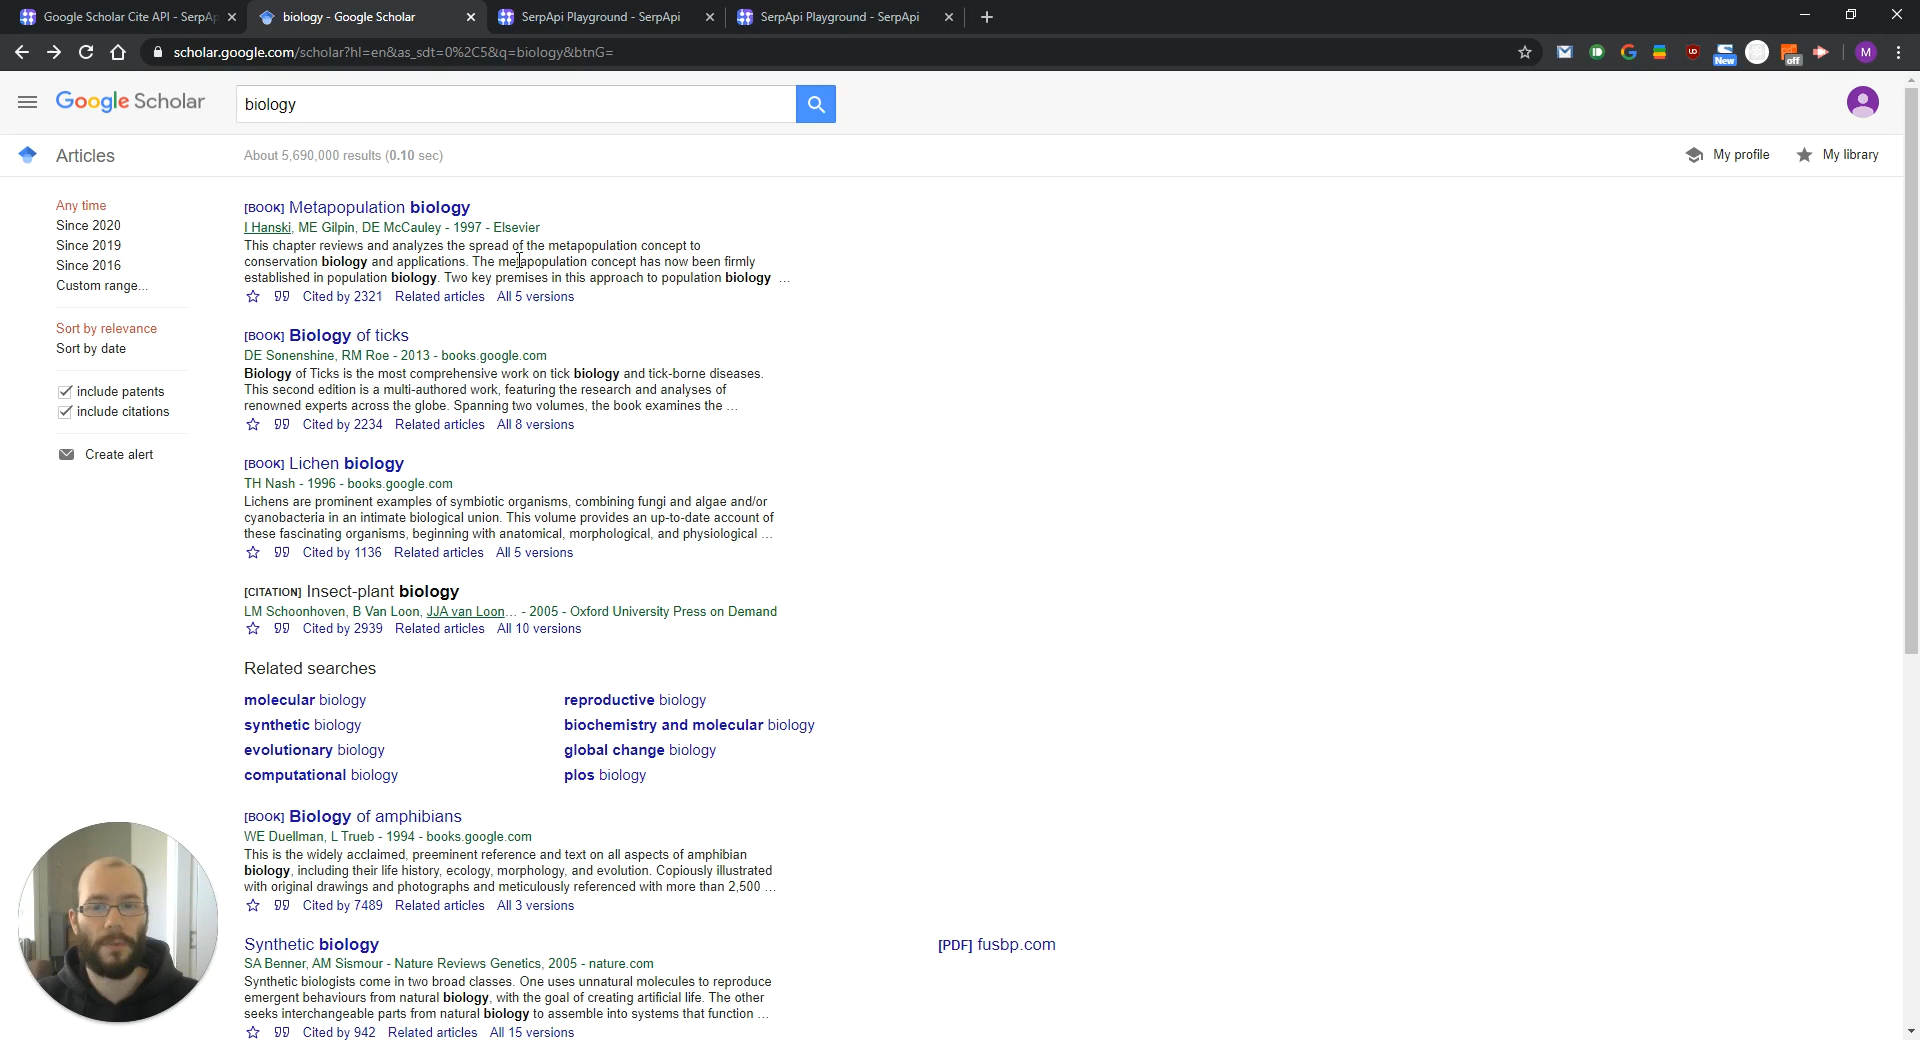 Google Scholar Cite API - SerpAp
biology - Google Scholar
SerpApi Playground - SerpApi
SerpApi Playground - SerpApi
scholar.google.com/scholar?hl=en&as_sdt=0%2C5&q=biology&btnG=
New
off
M
Google Scholar
biology
Articles
About 5,690,000 results (0.10 sec)
My profile
My library
Any time
Since 2020
Since 2019
Since 2016
Custom range...
Sort by relevance
Sort by date
include patents
include citations
Create alert
[BOOK] Metapopulation biology
I Hanski, ME Gilpin, DE McCauley - 1997 - Elsevier
This chapter reviews and analyzes the spread of the metapopulation concept to
conservation biology and applications. The metapopulation concept has now been firmly
established in population biology. Two key premises in this approach to population biology ...
Cited by 2321 Related articles All 5 versions
[BOOK] Biology of ticks
DE Sonenshine, RM Roe - 2013 - books.google.com
Biology of Ticks is the most comprehensive work on tick biology and tick-borne diseases.
This second edition is a multi-authored work, featuring the research and analyses of
renowned experts across the globe. Spanning two volumes, the book examines the ...
Cited by 2234 Related articles All 8 versions
[BOOK] Lichen biology
TH Nash - 1996 - books.google.com
Lichens are prominent examples of symbiotic organisms, combining fungi and algae and/or
cyanobacteria in an intimate biological union. This volume provides an up-to-date account of
these fascinating organisms, beginning with anatomical, morphological, and physiological ...
Cited by 1136 Related articles All 5 versions
[CITATION] Insect-plant biology
LM Schoonhoven, B Van Loon, JJA van Loon... - 2005 - Oxford University Press on Demand
Cited by 2939 Related articles All 10 versions
Related searches
molecular biology
synthetic biology
evolutionary biology
computational biology
reproductive biology
biochemistry and molecular biology
global change biology
plos biology
[BOOK] Biology of amphibians
WE Duellman, L Trueb - 1994 - books.google.com
This is the widely acclaimed, preeminent reference and text on all aspects of amphibian
biology, including their life history, ecology, morphology, and evolution. Copiously illustrated
with original drawings and photographs and meticulously referenced with more than 2,500 ...
Cited by 7489 Related articles All 3 versions
Synthetic biology
SA Benner, AM Sismour - Nature Reviews Genetics, 2005 - nature.com
Synthetic biologists come in two broad classes. One uses unnatural molecules to reproduce
emergent behaviours from natural biology, with the goal of creating artificial life. The other
seeks interchangeable parts from natural biology to assemble into systems that function ...
Cited by 942 Related articles All 15 versions
[PDF] fusbp.com